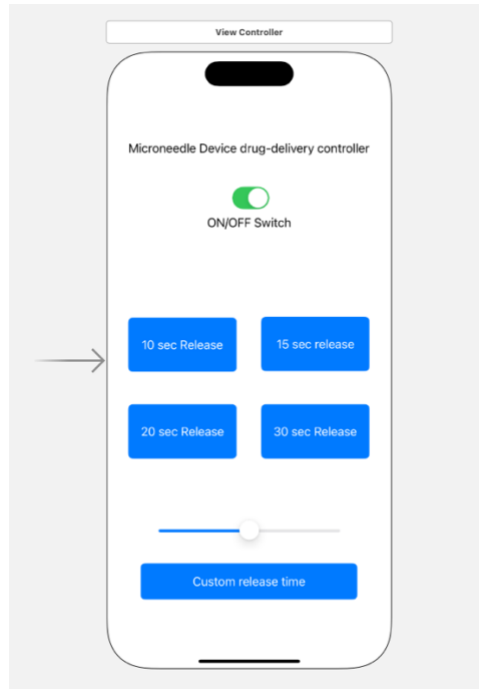 View Controller
Microneedle Device drug-delivery controller
ON/OFF Switch
10 sec Release
15 sec release
20 sec Release
30 sec Release
Custom release time